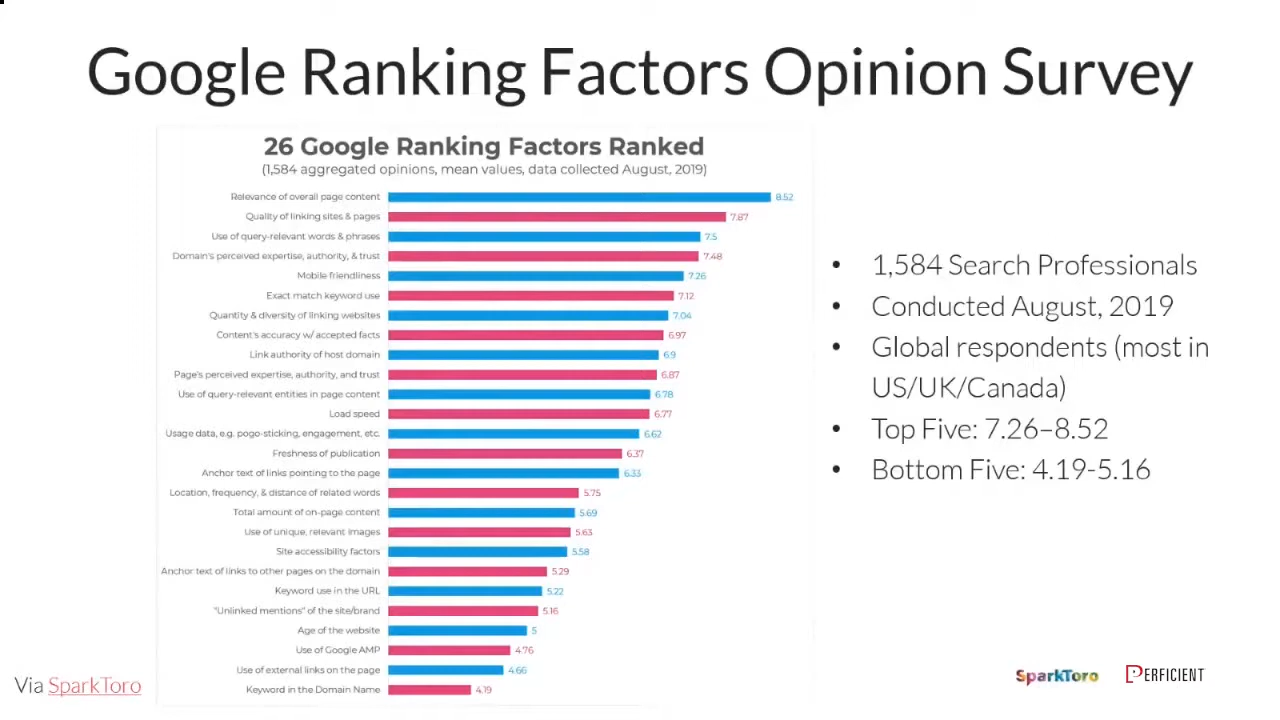 Google Ranking Factors Opinion Survey
26 Google Ranking Factors Ranked
(1,584 aggregated opinions, mean values, data collected August, 2019)
Relevance of overall page content 8.52
Quality of linking sites & pages 7.87
Use of query-relevant words & phrases 7.5
Domain's perceived expertise, authority, & trust 7.48
Mobile friendliness 7.26
Exact match keyword use 7.12
Quantity & diversity of linking websites 7.04
Content's accuracy w/ accepted facts 6.97
Link authority of host domain 6.9
Page's perceived expertise, authority, and trust 6.87
Use of query-relevant entities in page content 6.78
Load speed 6.77
Usage data, e.g. pogo-sticking, engagement, etc. 6.62
Freshness of publication 6.37
Anchor text of links pointing to the page 6.33
Location, frequency, & distance of related words 5.75
Total amount of on-page content 5.69
Use of unique, relevant images 5.63
Site accessibility factors 5.58
Anchor text of links to other pages on the domain 5.29
Keyword use in the URL 5.22
"Unlinked mentions" of the site/brand 5.16
Age of the website 5
Use of Google AMP 4.76
Use of external links on the page 4.66
Keyword in the Domain Name 4.19
• 1,584 Search Professionals
• Conducted August, 2019
• Global respondents (most in
US/UK/Canada)
• Top Five: 7.26–8.52
• Bottom Five: 4.19-5.16
Via SparkToro
SparkToro
PERFICIENT